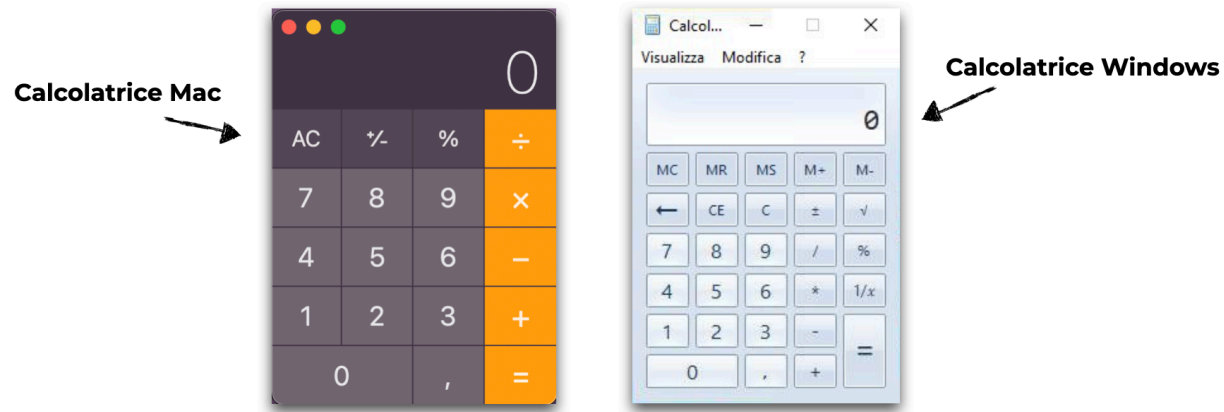 Calcolatrice Mac
0
AC ⁺∕₋ % ÷
7 8 9 ×
4 5 6 −
1 2 3 +
0 , =
Calcol...
Visualizza Modifica ?
0
MC MR MS M+ M-
← CE C ± √
7 8 9 / %
4 5 6 * 1/x
1 2 3 - =
0 , +
Calcolatrice Windows